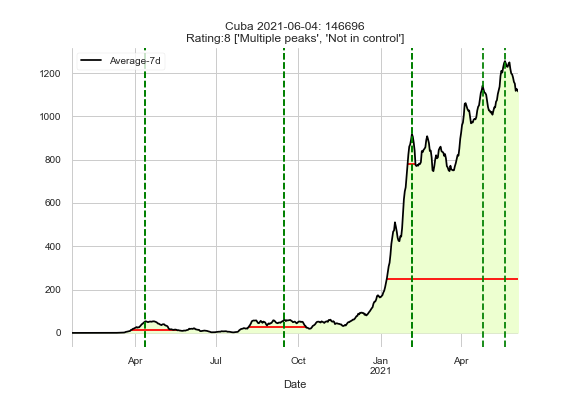 Cuba 2021-06-04: 146696
Rating:8 ['Multiple peaks', 'Not in control']
Average-7d
1200
1000
800
600
400
200
0
Apr Jul Oct Jan Apr
2021
Date